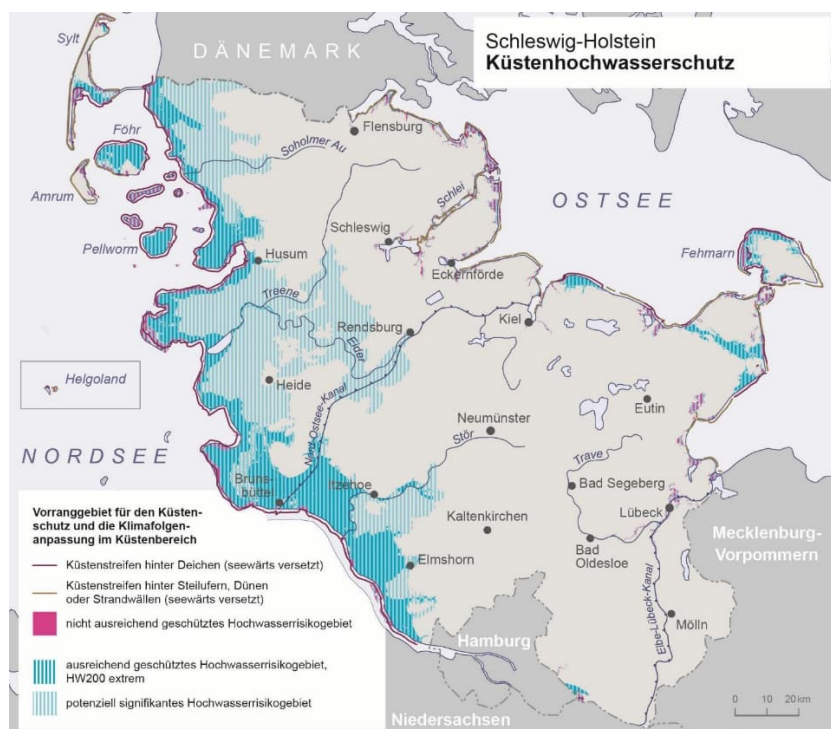 Sylt
DÄNEMARK
Schleswig-Holstein
Küstenhochwasserschutz
Föhr
Flensburg
Soholmer Au
Amrum
Schlei
OSTSEE
Schleswig
Pellworm
Husum
Eckernförde
Fehmarn
Treene
Rendsburg
Kiel
Eider
Helgoland
Heide
Eutin
Nord-Ostsee-Kanal
Neumünster
Stör
NORDSEE
Trave
Itzehoe
Bad Segeberg
Bruns-
büttel
Lübeck
Kaltenkirchen
Mecklenburg-
Vorpommern
Bad
Oldesloe
Elmshorn
Elbe-Lübeck-Kanal
Mölln
Hamburg
Niedersachsen
Vorranggebiet für den Küsten-
schutz und die Klimafolgen-
anpassung im Küstenbereich
Küstenstreifen hinter Deichen (seewärts versetzt)
Küstenstreifen hinter Steilufern, Dünen
oder Strandwällen (seewärts versetzt)
nicht ausreichend geschütztes Hochwasserrisikogebiet
ausreichend geschütztes Hochwasserrisikogebiet,
HW200 extrem
potenziell signifikantes Hochwasserrisikogebiet
0 10 20 km